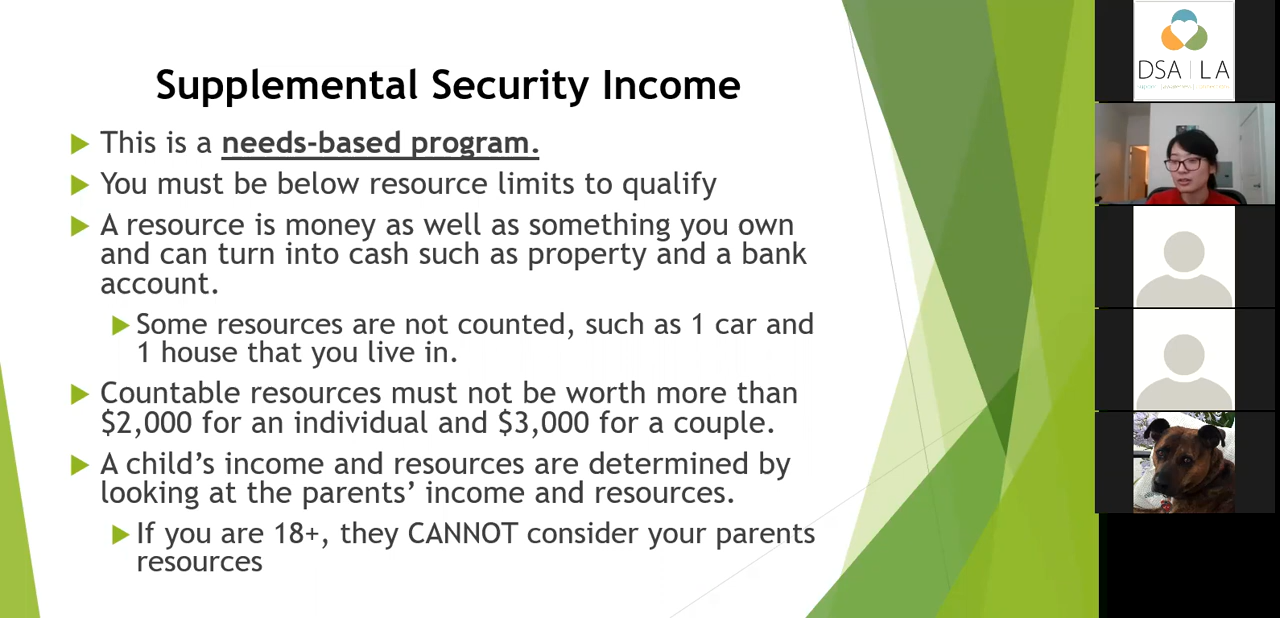 Supplemental Security Income
This is a needs-based program.
You must be below resource limits to qualify
A resource is money as well as something you own
and can turn into cash such as property and a bank
account.
Some resources are not counted, such as 1 car and
1 house that you live in.
Countable resources must not be worth more than
$2,000 for an individual and $3,000 for a couple.
A child's income and resources are determined by
looking at the parents' income and resources.
If you are 18+, they CANNOT consider your parents
resources
DSA | LA